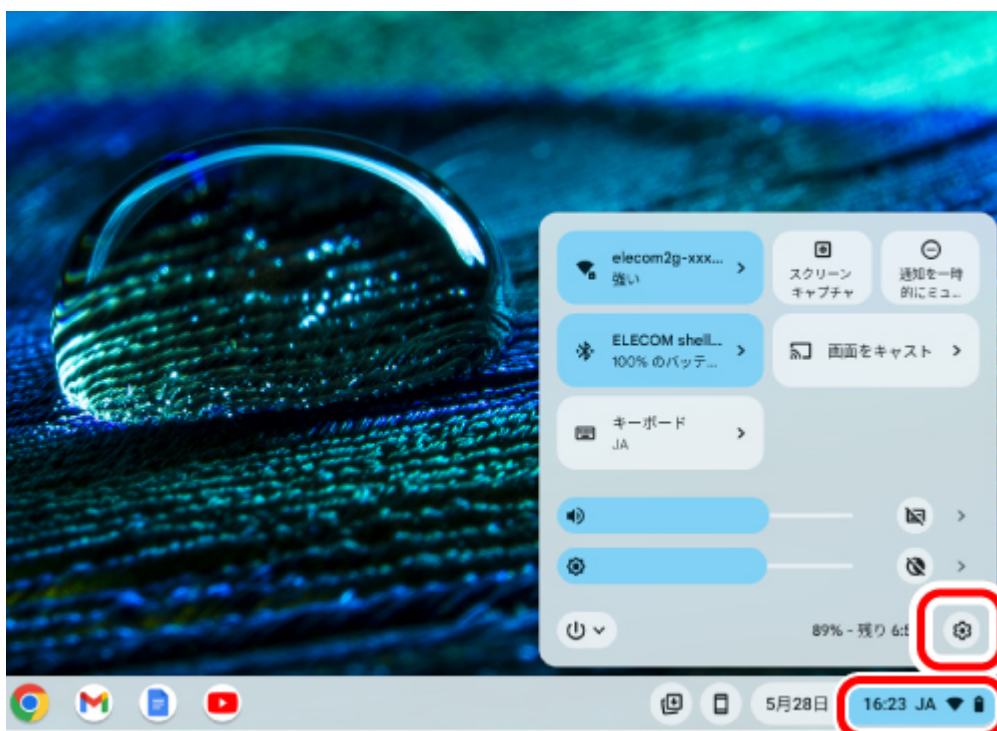 elecom2g-xxx...
強い
スクリーン
キャプチャ
通知を一時
的にミュ...
ELECOM shell...
100% のバッテ...
画面をキャスト
キーボード
JA
89% - 残り 6:5
5月28日
16:23 JA